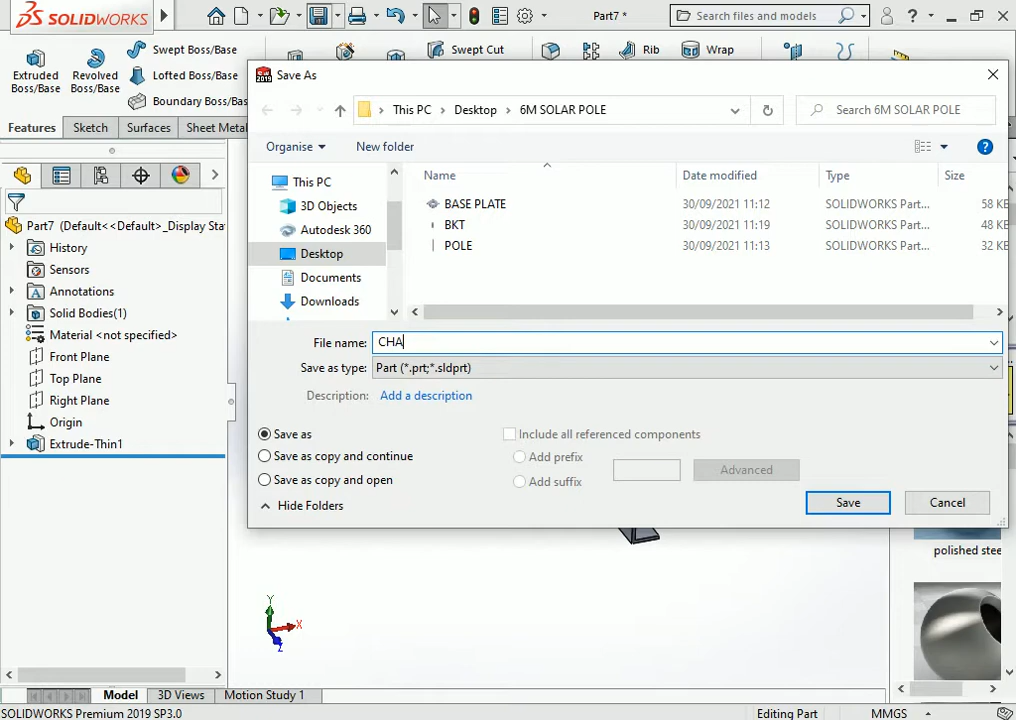 SOLIDWORKS
Part7 *
Search files and models
Extruded Boss/Base
Revolved Boss/Base
Swept Boss/Base
Lofted Boss/Base
Boundary Boss/Bas
Swept Cut
Rib
Wrap
Features
Sketch
Surfaces
Sheet Metal
Save As
This PC > Desktop > 6M SOLAR POLE
Search 6M SOLAR POLE
Organise
New folder
Name
Date modified
Type
Size
This PC
3D Objects
Autodesk 360
Desktop
Documents
Downloads
BASE PLATE 30/09/2021 11:12 SOLIDWORKS Part... 58 KB
BKT 30/09/2021 11:19 SOLIDWORKS Part... 48 KB
POLE 30/09/2021 11:13 SOLIDWORKS Part... 32 KB
File name: CHA
Save as type: Part (*.prt;*.sldprt)
Description: Add a description
Save as
Save as copy and continue
Save as copy and open
Include all referenced components
Add prefix
Add suffix
Advanced
Hide Folders
Save
Cancel
Part7 (Default<<Default>_Display Sta
History
Sensors
Annotations
Solid Bodies(1)
Material <not specified>
Front Plane
Top Plane
Right Plane
Origin
Extrude-Thin1
polished stee
Y
X
Z
Model
3D Views
Motion Study 1
SOLIDWORKS Premium 2019 SP3.0
Editing Part
MMGS